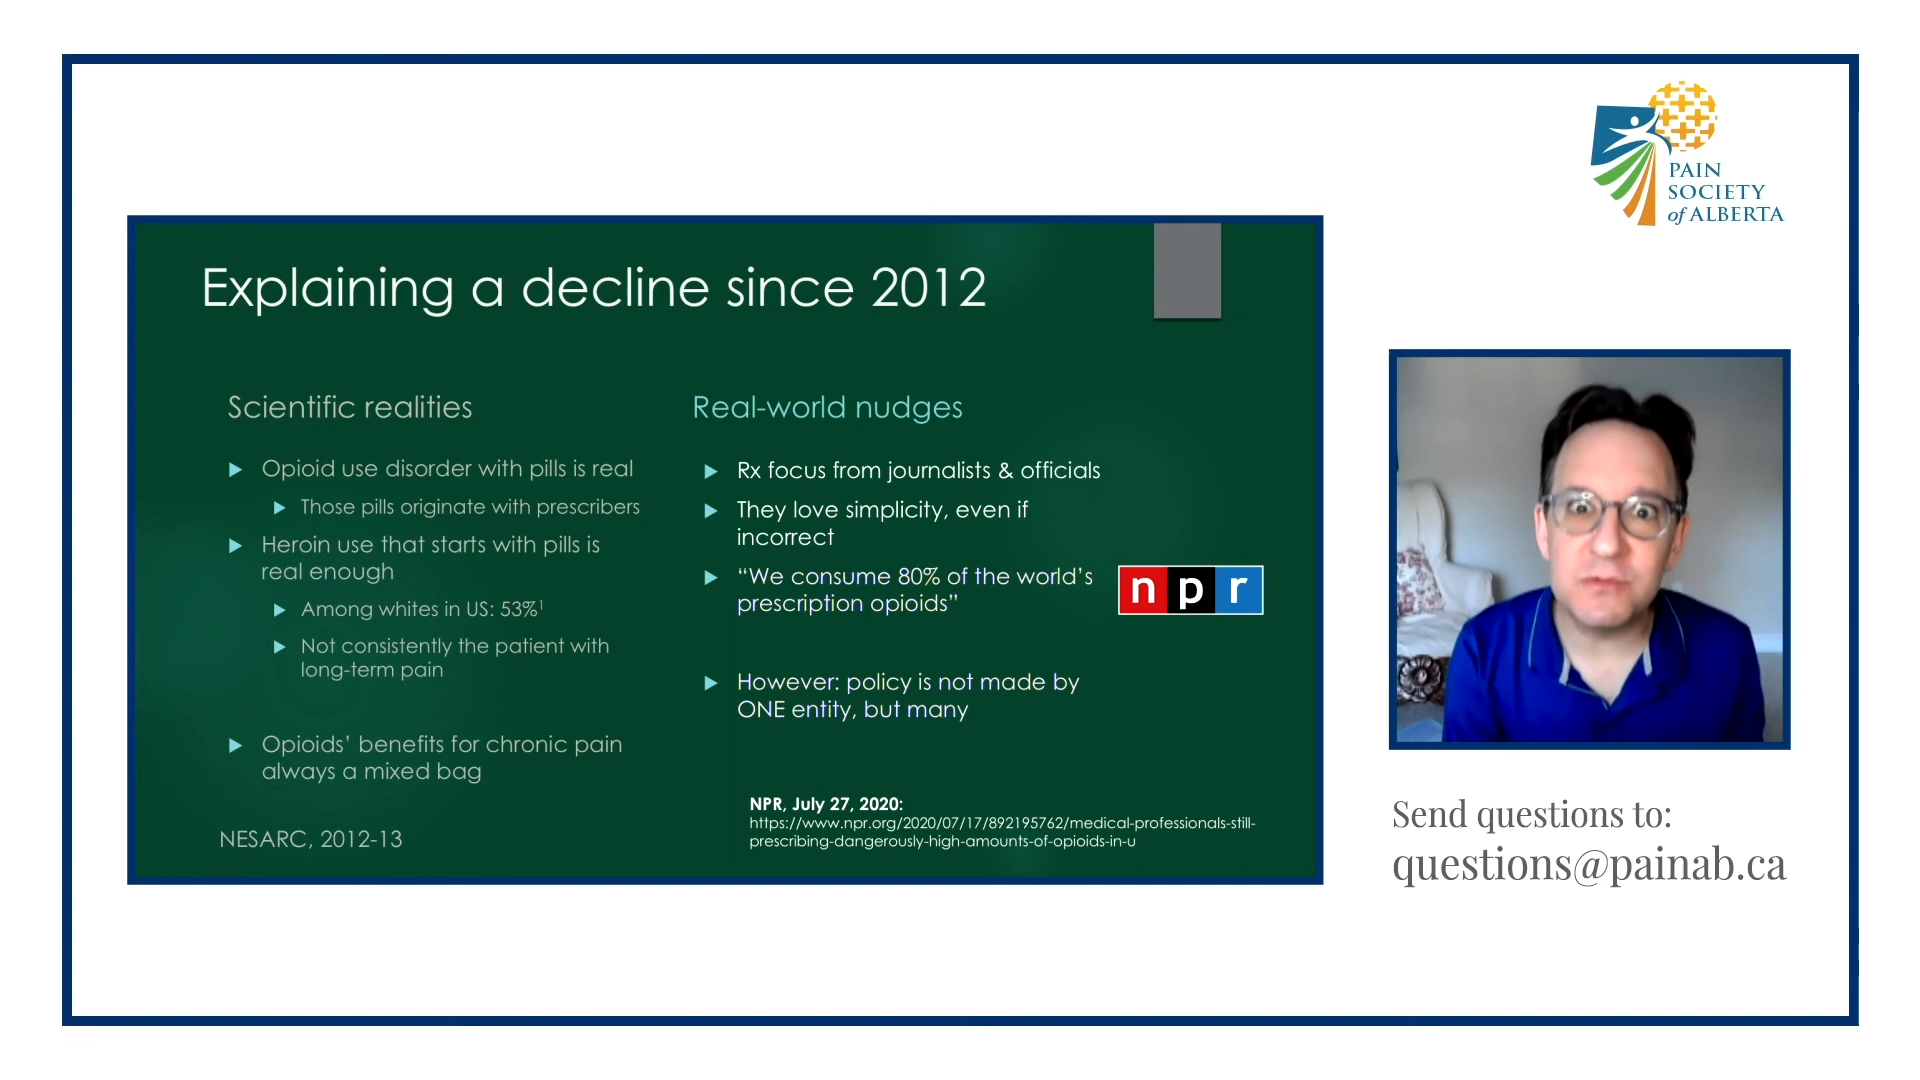 PAIN
SOCIETY
of ALBERTA
Explaining a decline since 2012
Scientific realities
Opioid use disorder with pills is real
Those pills originate with prescribers
Heroin use that starts with pills is
real enough
Among whites in US: 53%¹
Not consistently the patient with
long-term pain
Opioids’ benefits for chronic pain
always a mixed bag
NESARC, 2012-13
Real-world nudges
Rx focus from journalists & officials
They love simplicity, even if
incorrect
“We consume 80% of the world’s
prescription opioids”
npr
However: policy is not made by
ONE entity, but many
NPR, July 27, 2020:
https://www.npr.org/2020/07/17/892195762/medical-professionals-still-
prescribing-dangerously-high-amounts-of-opioids-in-u
Send questions to:
questions@painab.ca